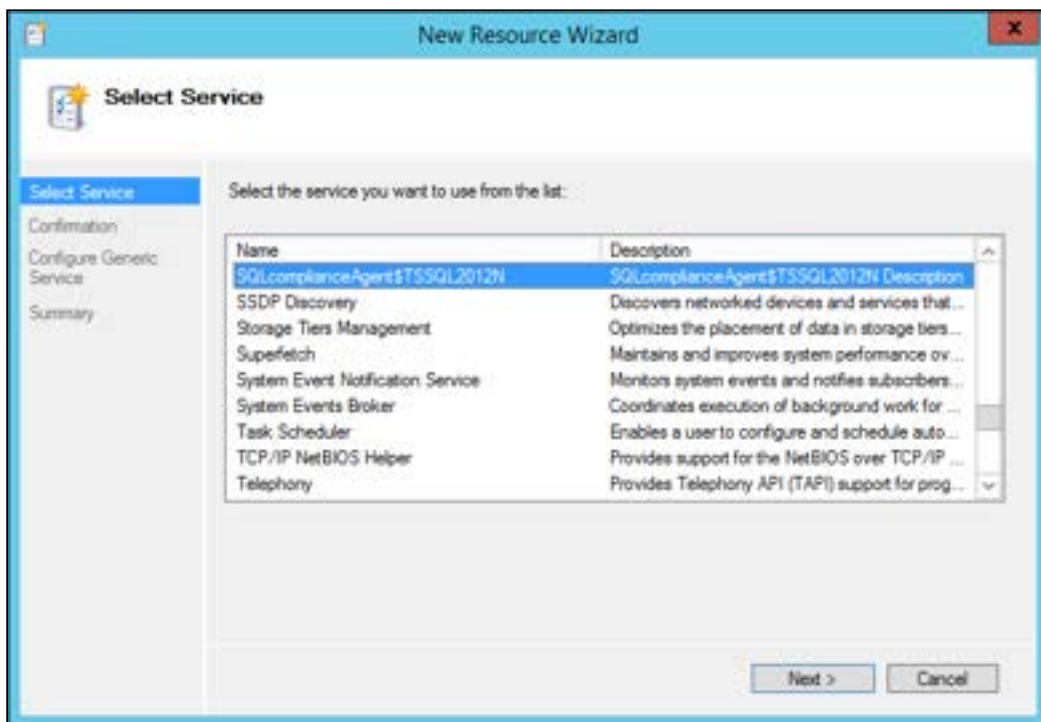 New Resource Wizard
Select Service
Select Service
Confirmation
Configure Generic
Service
Summary
Select the service you want to use from the list:
Name Description
SQLcomplianceAgent$TSSQL2012N SQLcomplianceAgent$TSSQL2012N Description
SSDP Discovery Discovers networked devices and services that...
Storage Tiers Management Optimizes the placement of data in storage tiers...
Superfetch Maintains and improves system performance ov...
System Event Notification Service Monitors system events and notifies subscribers...
System Events Broker Coordinates execution of background work for ...
Task Scheduler Enables a user to configure and schedule auto...
TCP/IP NetBIOS Helper Provides support for the NetBIOS over TCP/IP ...
Telephony Provides Telephony API (TAPI) support for prog...
Next > Cancel